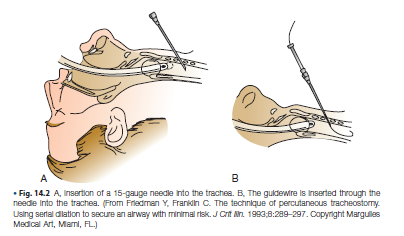 A
B
• Fig. 14.2 A, Insertion of a 15-gauge needle into the trachea. B, The guidewire is inserted through the
needle into the trachea. (From Friedman Y, Franklin C. The technique of percutaneous tracheostomy.
Using serial dilation to secure an airway with minimal risk. J Crit Illn. 1993;8:289–297. Copyright Margulies
Medical Art, Miami, FL.)